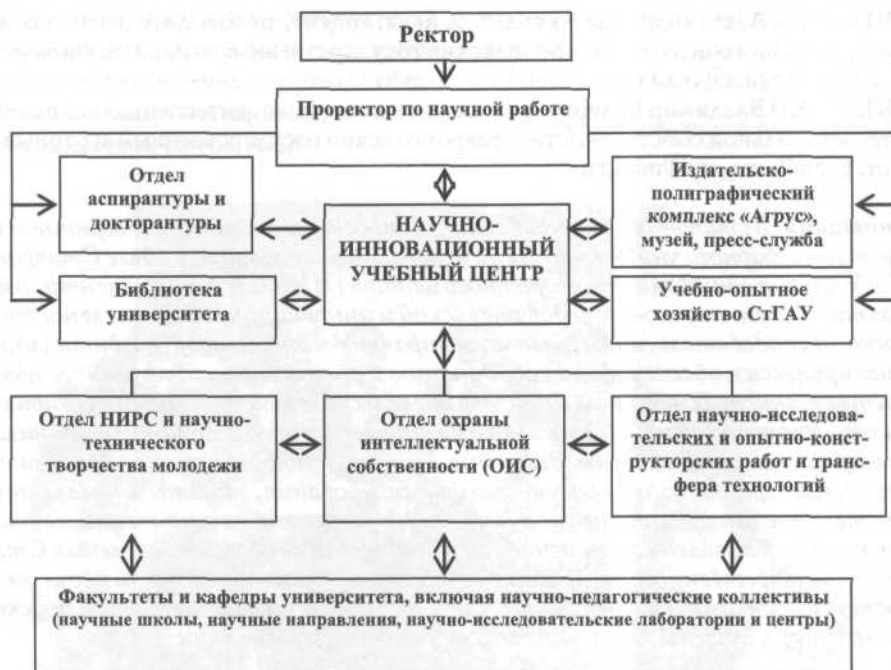 Ректор
Проректор по научной работе
Отдел
аспирантуры и
докторантуры
НАУЧНО-
ИННОВАЦИОННЫЙ
УЧЕБНЫЙ ЦЕНТР
Издательско-
полиграфический
комплекс «Агрус»,
музей, пресс-служба
Библиотека
университета
Учебно-опытное
хозяйство СтГАУ
Отдел НИРС и научно-
технического
творчества молодежи
Отдел охраны
интеллектуальной
собственности (ОИС)
Отдел научно-исследова-
тельских и опытно-конст-
рукторских работ и транс-
фера технологий
Факультеты и кафедры университета, включая научно-педагогические коллективы
(научные школы, научные направления, научно-исследовательские лаборатории и центры)